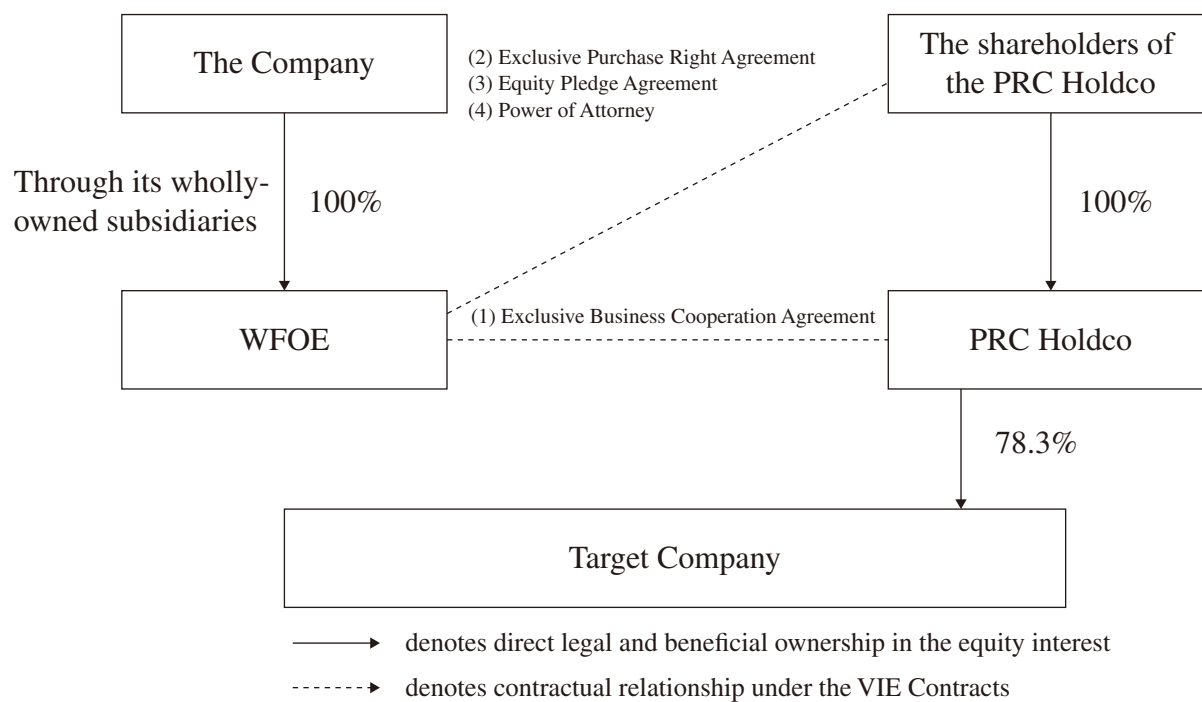 The Company
(2) Exclusive Purchase Right Agreement
(3) Equity Pledge Agreement
(4) Power of Attorney
The shareholders of
the PRC Holdco
Through its wholly-
owned subsidiaries
100%
100%
WFOE
(1) Exclusive Business Cooperation Agreement
PRC Holdco
78.3%
Target Company
denotes direct legal and beneficial ownership in the equity interest
denotes contractual relationship under the VIE Contracts